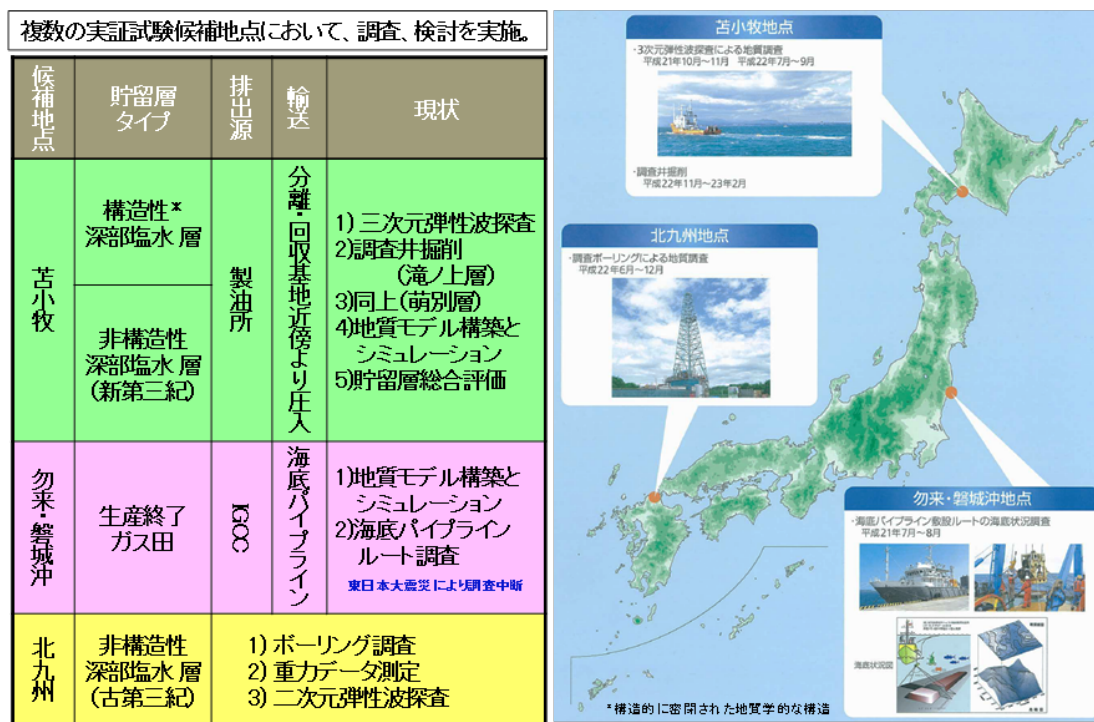 複数の実証試験候補地点において、調査、検討を実施。
候補地点
貯留層
タイプ
排出源
輸送
現状
苫小牧
構造性*
深部塩水層
非構造性
深部塩水層
(新第三紀)
製油所
分離・回収基地近傍より圧入
1) 三次元弾性波探査
2)調査井掘削
(滝ノ上層)
3)同上(萌別層)
4)地質モデル構築と
シミュレーション
5)貯留層総合評価
勿来・磐城沖
生産終了
ガス田
IGCC
海底パイプライン
1)地質モデル構築と
シミュレーション
2)海底パイプライン
ルート調査
東日本大震災により調査中断
北九州
非構造性
深部塩水層
(古第三紀)
1) ボーリング調査
2) 重力データ測定
3) 二次元弾性波探査
苫小牧地点
・3次元弾性波探査による地質調査
平成21年10月~11月 平成22年7月~9月
・調査井掘削
平成22年11月~23年2月
北九州地点
・調査ボーリングによる地質調査
平成22年6月~12月
勿来・磐城沖地点
・海底パイプライン敷設ルートの海底状況調査
平成21年7月~8月
海底状況図
*構造的に密閉された地質学的な構造